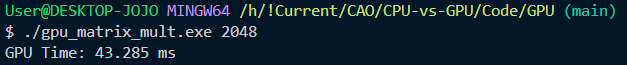 User@DESKTOP-JOJO MINGW64 /h/!Current/CAO/CPU-vs-GPU/Code/GPU (main)
$ ./gpu_matrix_mult.exe 2048
GPU Time: 43.285 ms